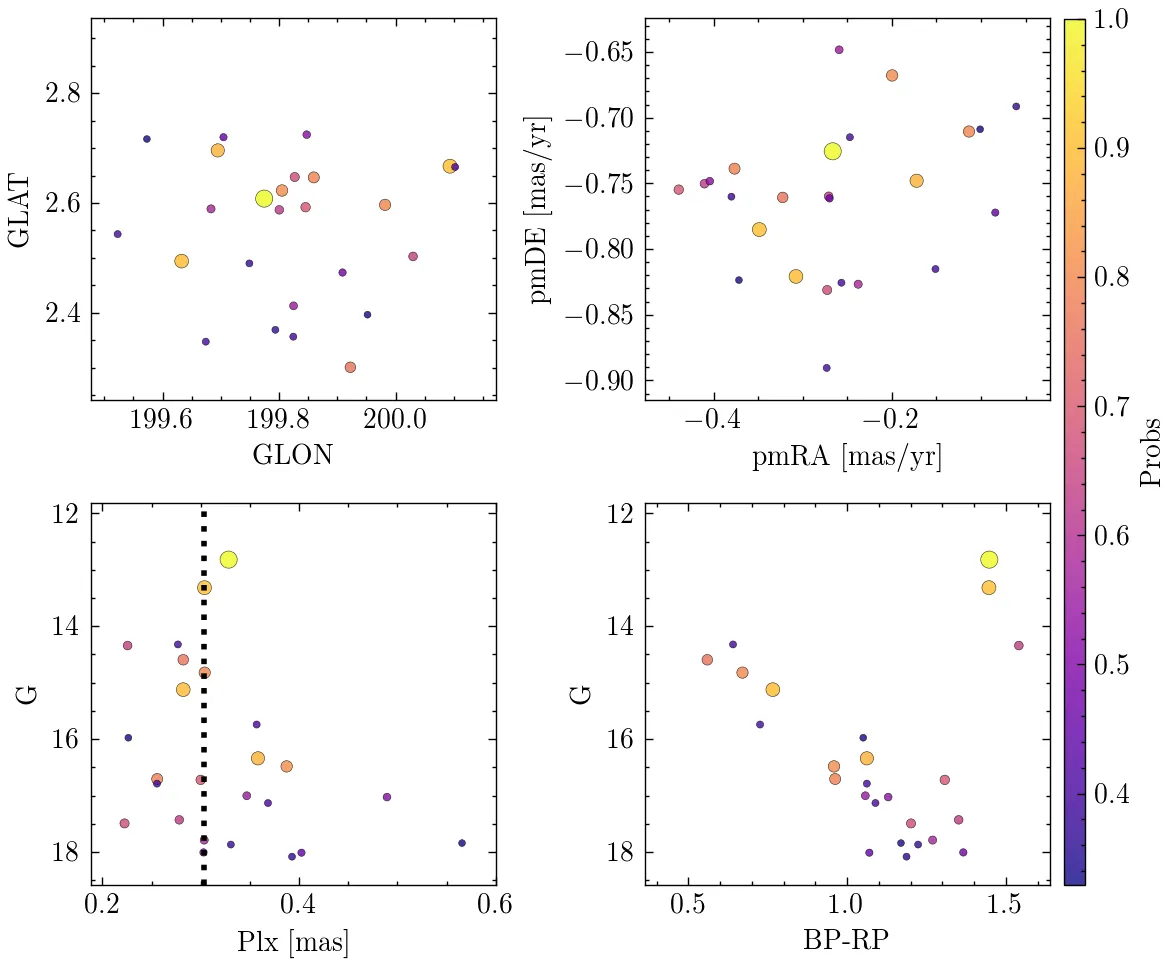 2.8
2.6
2.4
GLAT
199.6 199.8 200.0
GLON
−0.65
−0.70
−0.75
−0.80
−0.85
−0.90
pmDE [mas/yr]
−0.4 −0.2
pmRA [mas/yr]
1.0
0.9
0.8
0.7
0.6
0.5
0.4
Probs
12
14
16
18
G
0.2 0.4 0.6
Plx [mas]
12
14
16
18
G
0.5 1.0 1.5
BP-RP